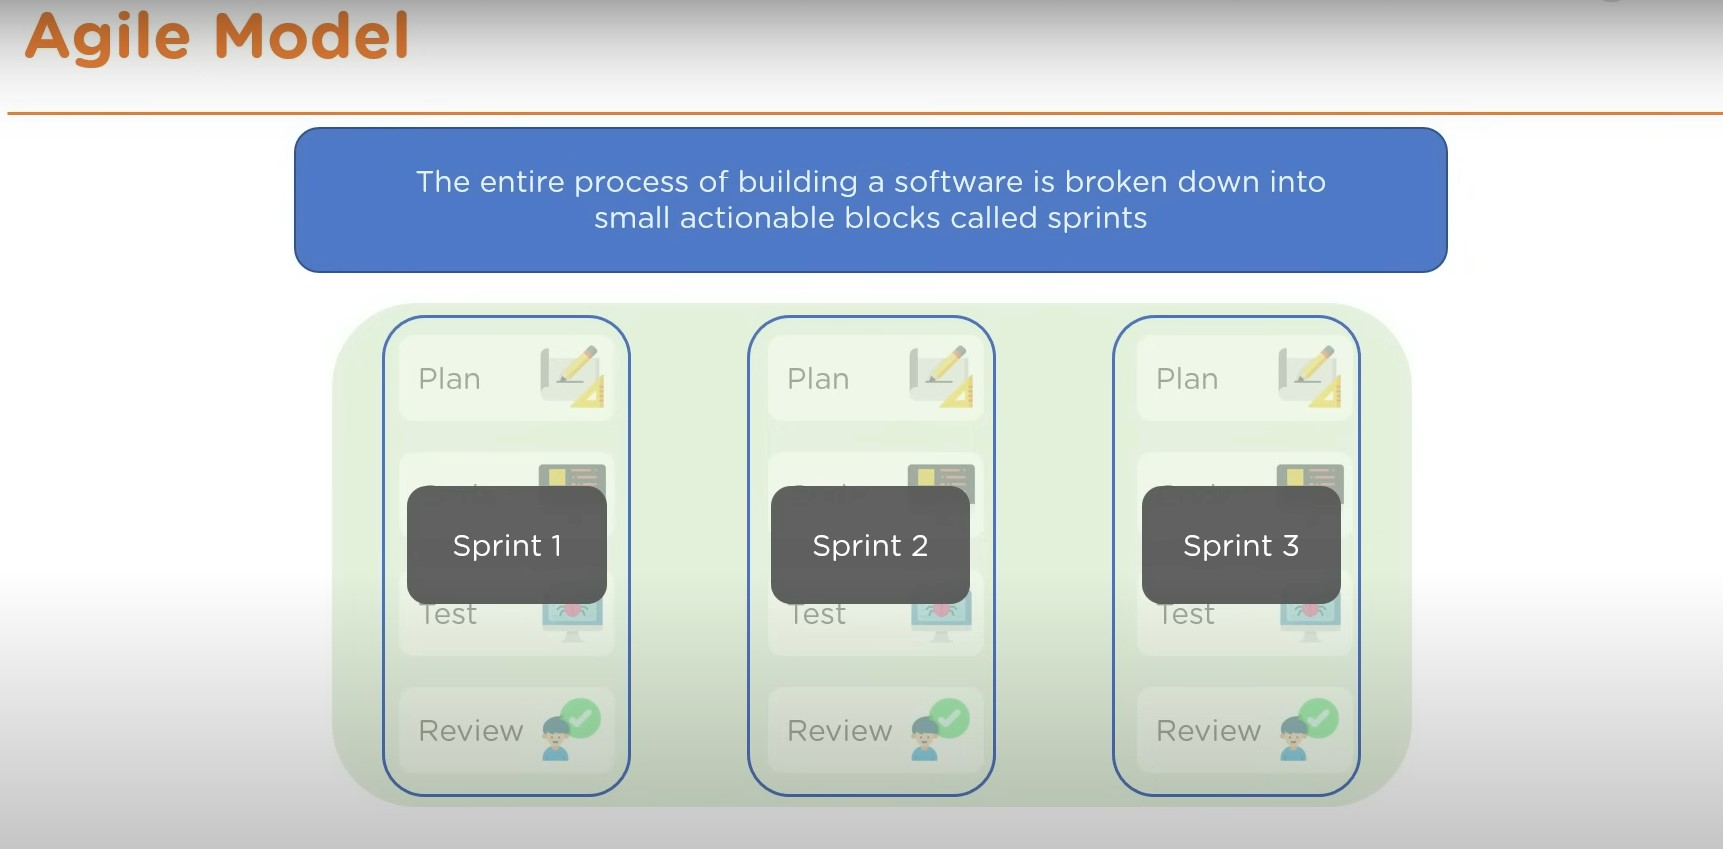 Agile Model
The entire process of building a software is broken down into
small actionable blocks called sprints
Plan
Sprint 1
Test
Review
Plan
Sprint 2
Test
Review
Plan
Sprint 3
Test
Review